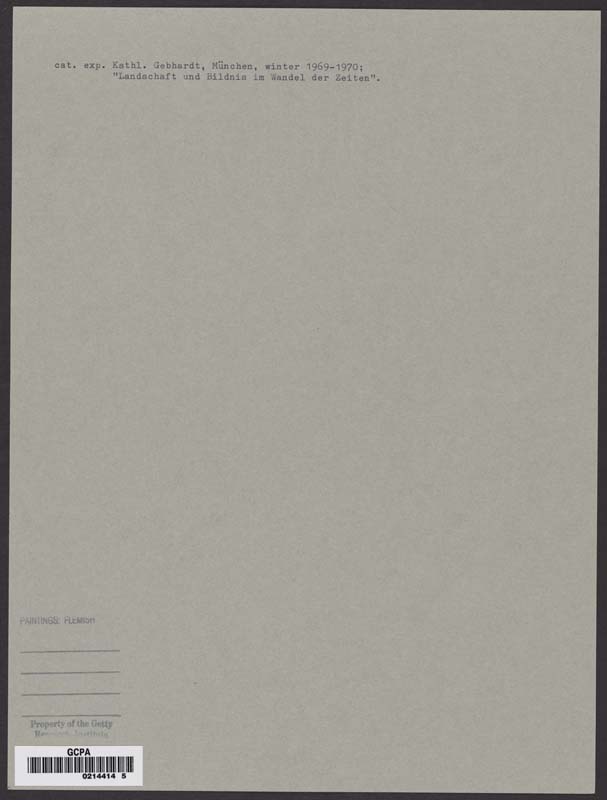 cat. exp. Ksthl. Gebhardt, München, winter 1969-1970;
"Landschaft und Bildnis im Wandel der Zeiten".
PAINTINGS: FLEMISH
Property of the Getty
Research Institute
GCPA
0214414 5